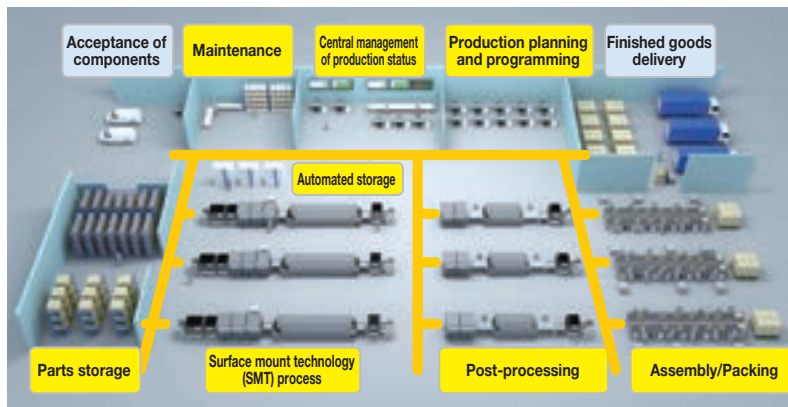 Acceptance of
components
Maintenance
Central management
of production status
Production planning
and programming
Finished goods
delivery
Automated storage
Parts storage
Surface mount technology
(SMT) process
Post-processing
Assembly/Packing